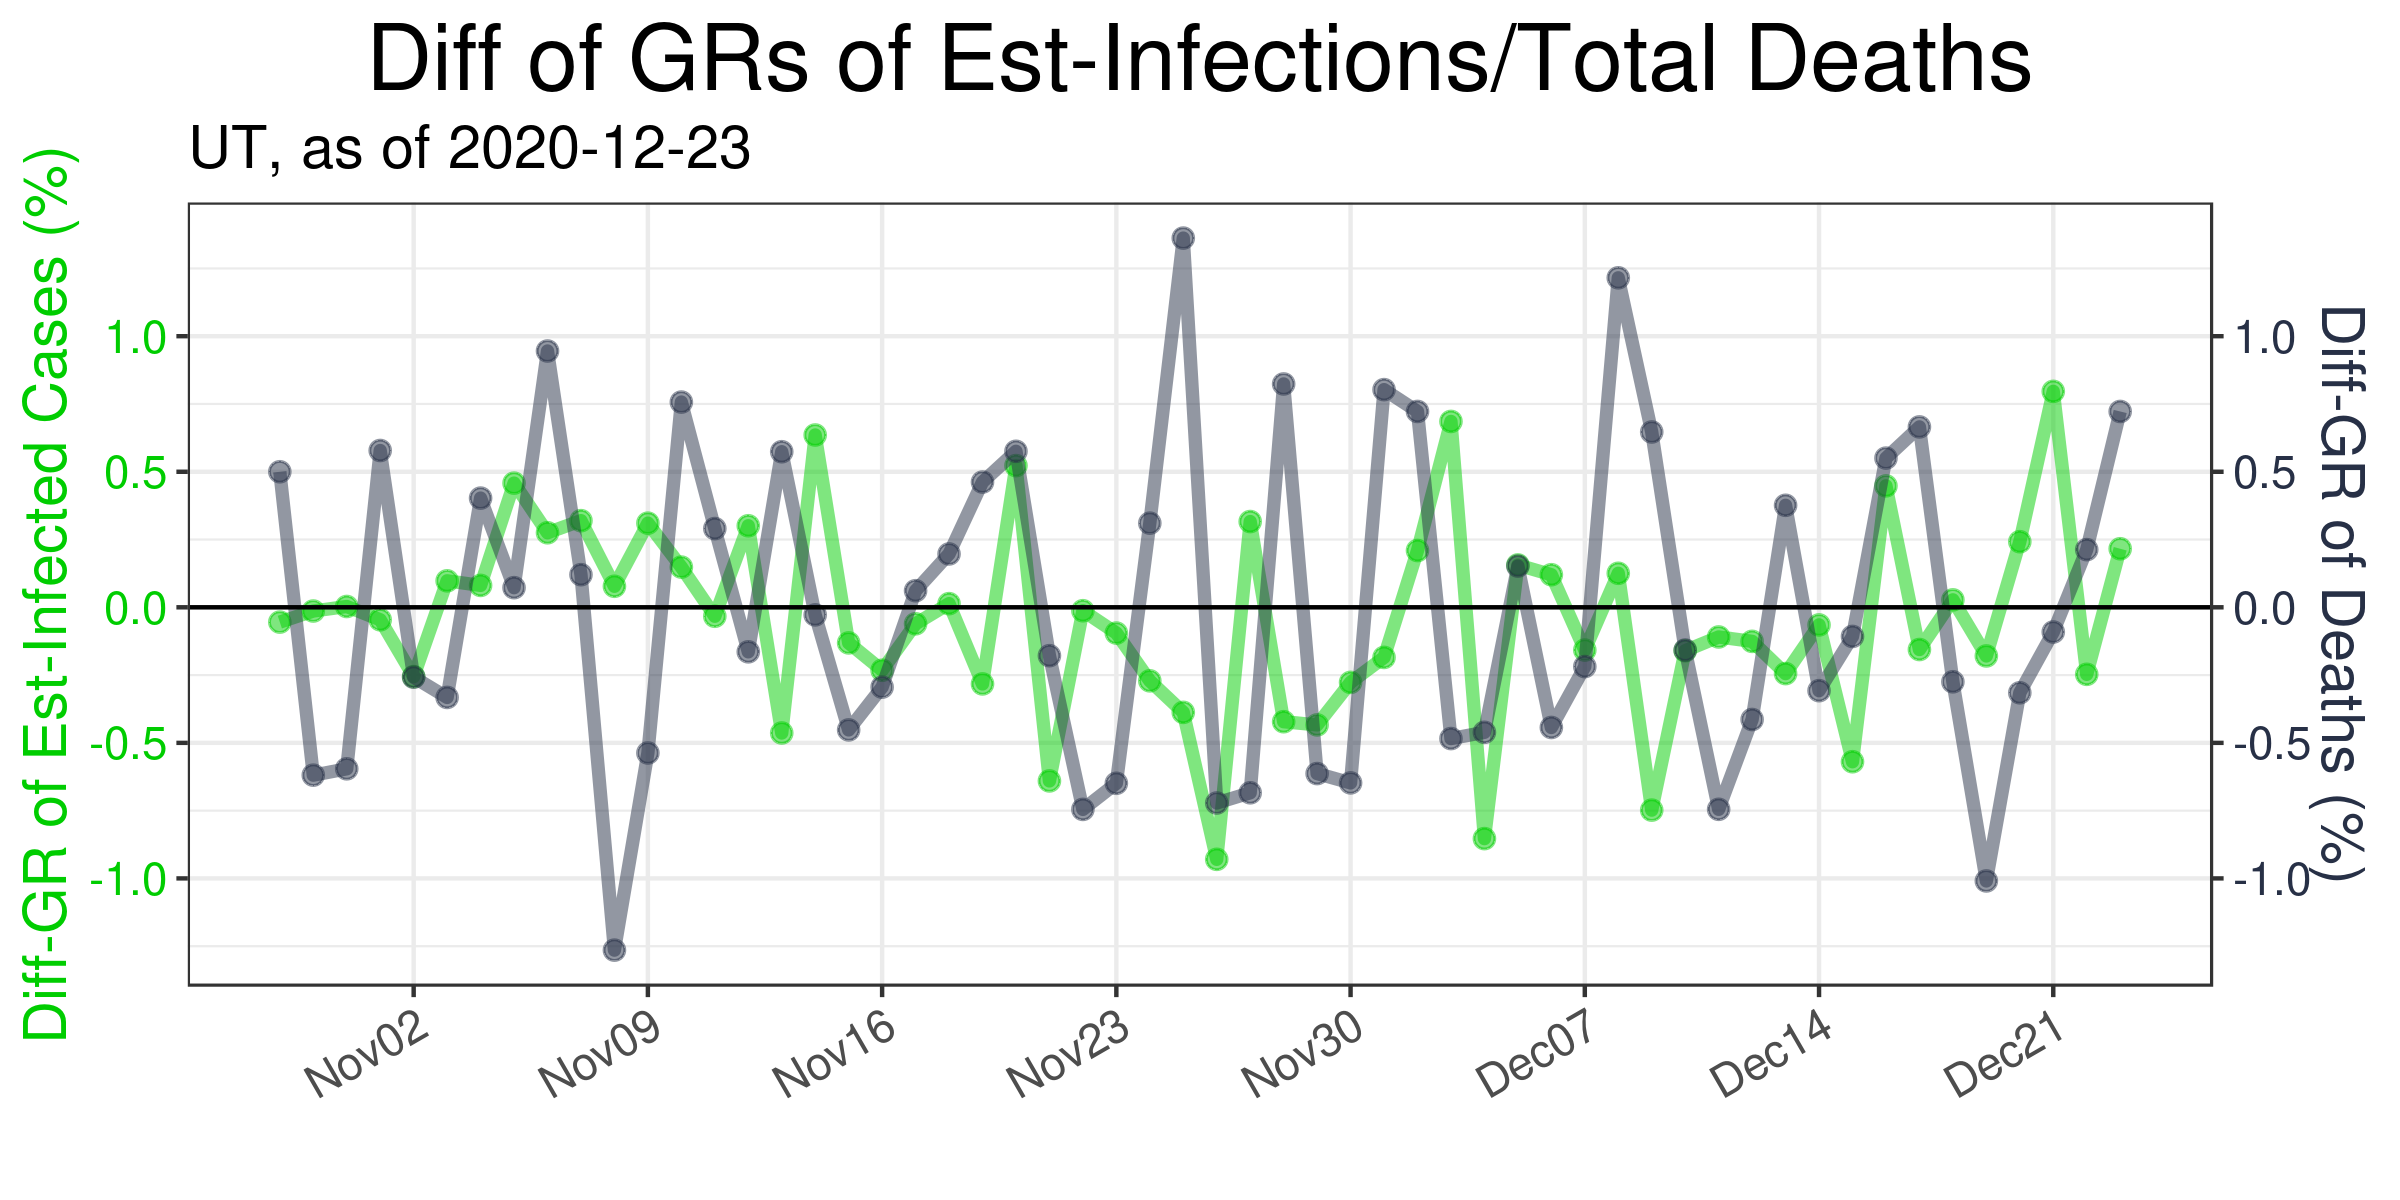 Diff of GRs of Est-Infections/Total Deaths
UT, as of 2020-12-23
Diff-GR of Est-Infected Cases (%)
1.0
0.5
0.0
-0.5
-1.0
1.0
0.5
0.0
-0.5
-1.0
Diff-GR of Deaths (%)
Nov02
Nov09
Nov16
Nov23
Nov30
Dec07
Dec14
Dec21